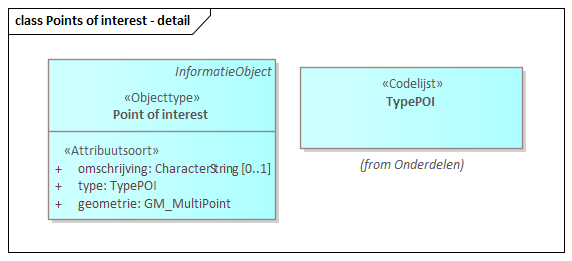 class Points of interest - detail
InformatieObject
«Objecttype»
Point of interest
«Attribuutsoort»
+ omschrijving: CharacterString [0..1]
+ type: TypePOI
+ geometrie: GM_MultiPoint
«Codelijst»
TypePOI
(from Onderdelen)